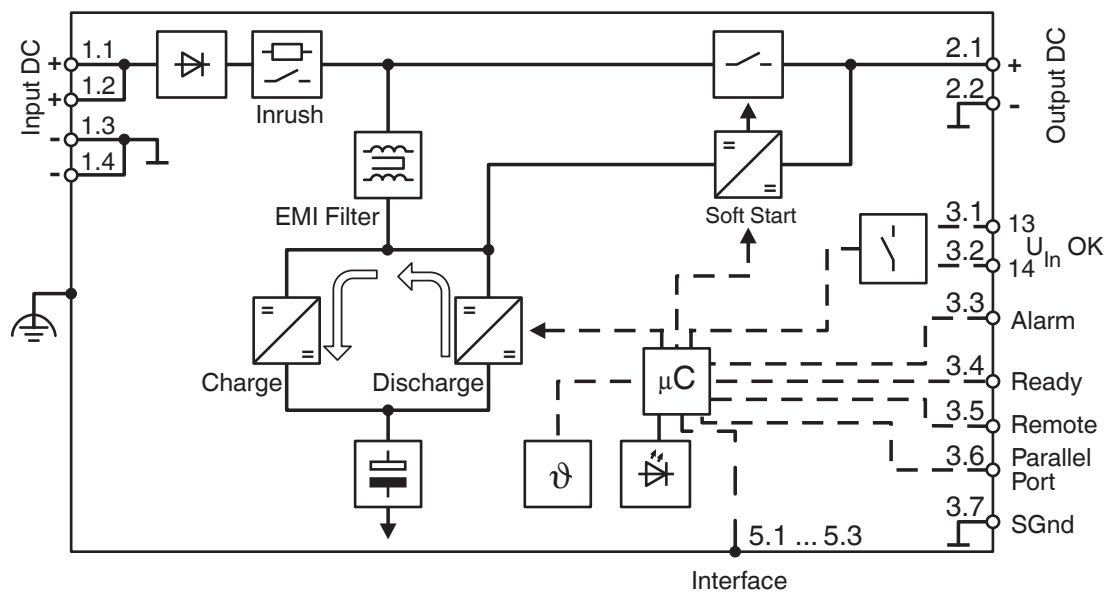 Input DC
+ 1.1
+ 1.2
- 1.3
- 1.4
Inrush
EMI Filter
Charge
Discharge
= =
= =
= =
Soft Start
μC
ϑ
2.1 +
2.2 -
Output DC
3.1 13
3.2 14
UIn OK
3.3 Alarm
3.4 Ready
3.5 Remote
3.6 Parallel
Port
3.7 SGnd
5.1 ... 5.3
Interface